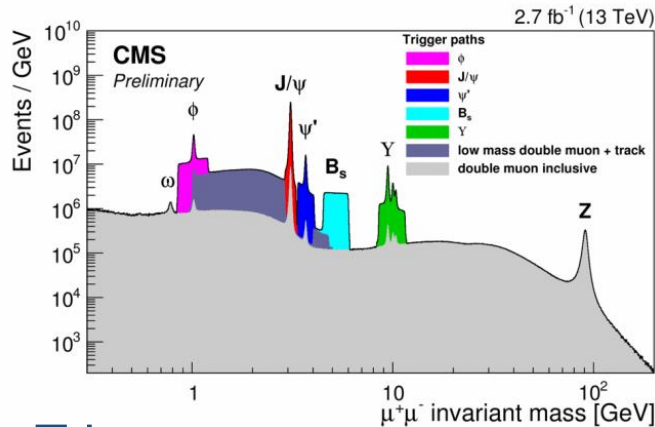 2.7 fb⁻¹ (13 TeV)
Events / GeV
10¹⁰
10⁹
10⁸
10⁷
10⁶
10⁵
10⁴
10³
CMS
Preliminary
Trigger paths
ϕ
J/ψ
ψ'
Bₛ
Υ
low mass double muon + track
double muon inclusive
ω
ϕ
J/ψ
ψ'
Bₛ
Υ
Z
1
10
10²
μ⁺μ⁻ invariant mass [GeV]